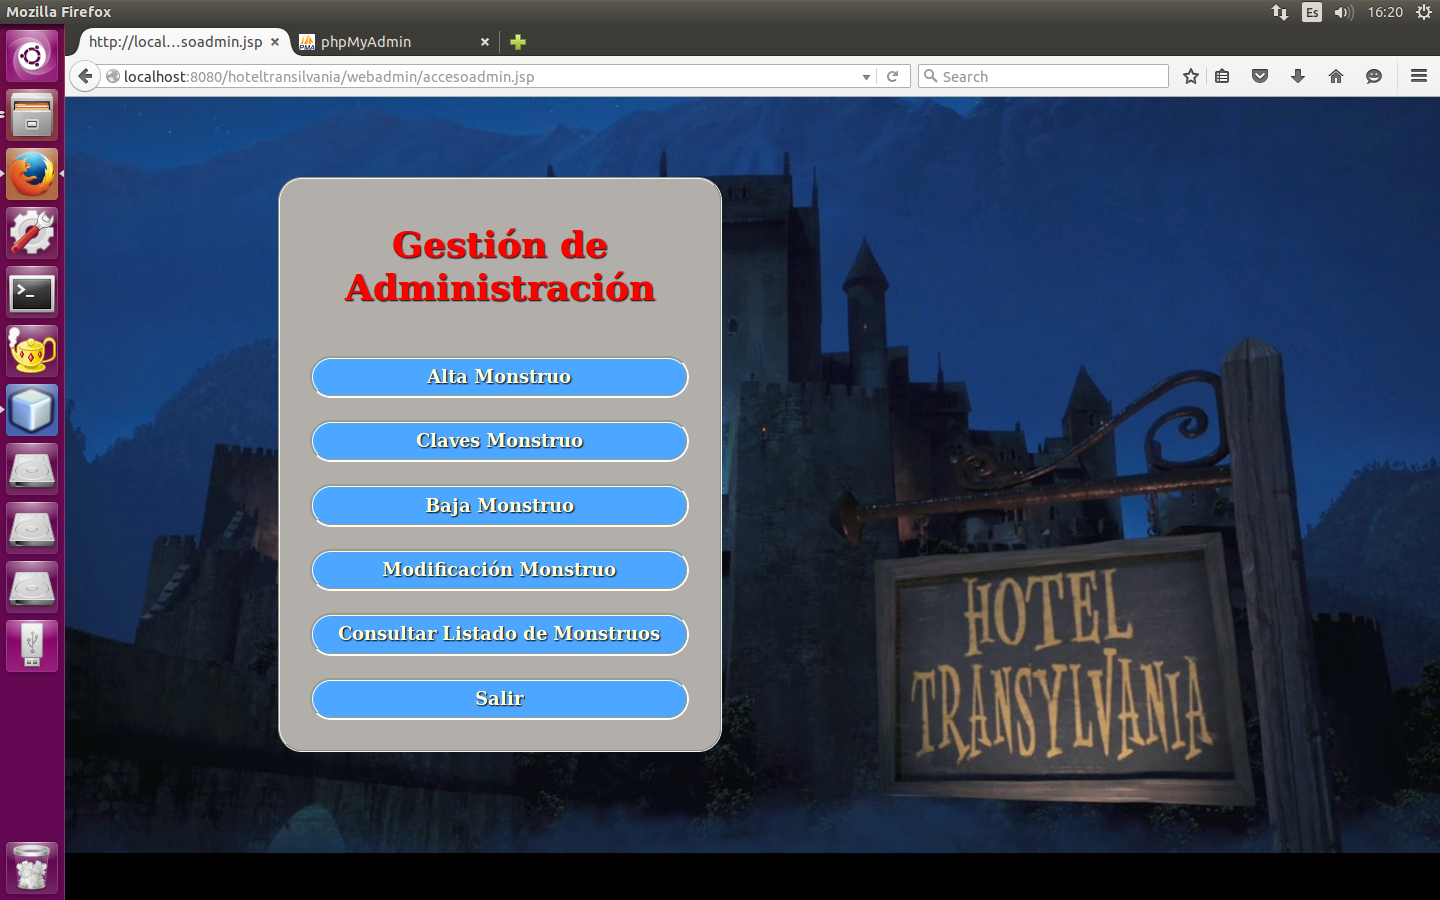 Mozilla Firefox
Es
16:20
http://local...soadmin.jsp
phpMyAdmin
localhost:8080/hoteltransilvania/webadmin/accesoadmin.jsp
Search
Gestión de
Administración
Alta Monstruo
Claves Monstruo
Baja Monstruo
Modificación Monstruo
Consultar Listado de Monstruos
Salir
HOTEL
TRANSYLVANIA